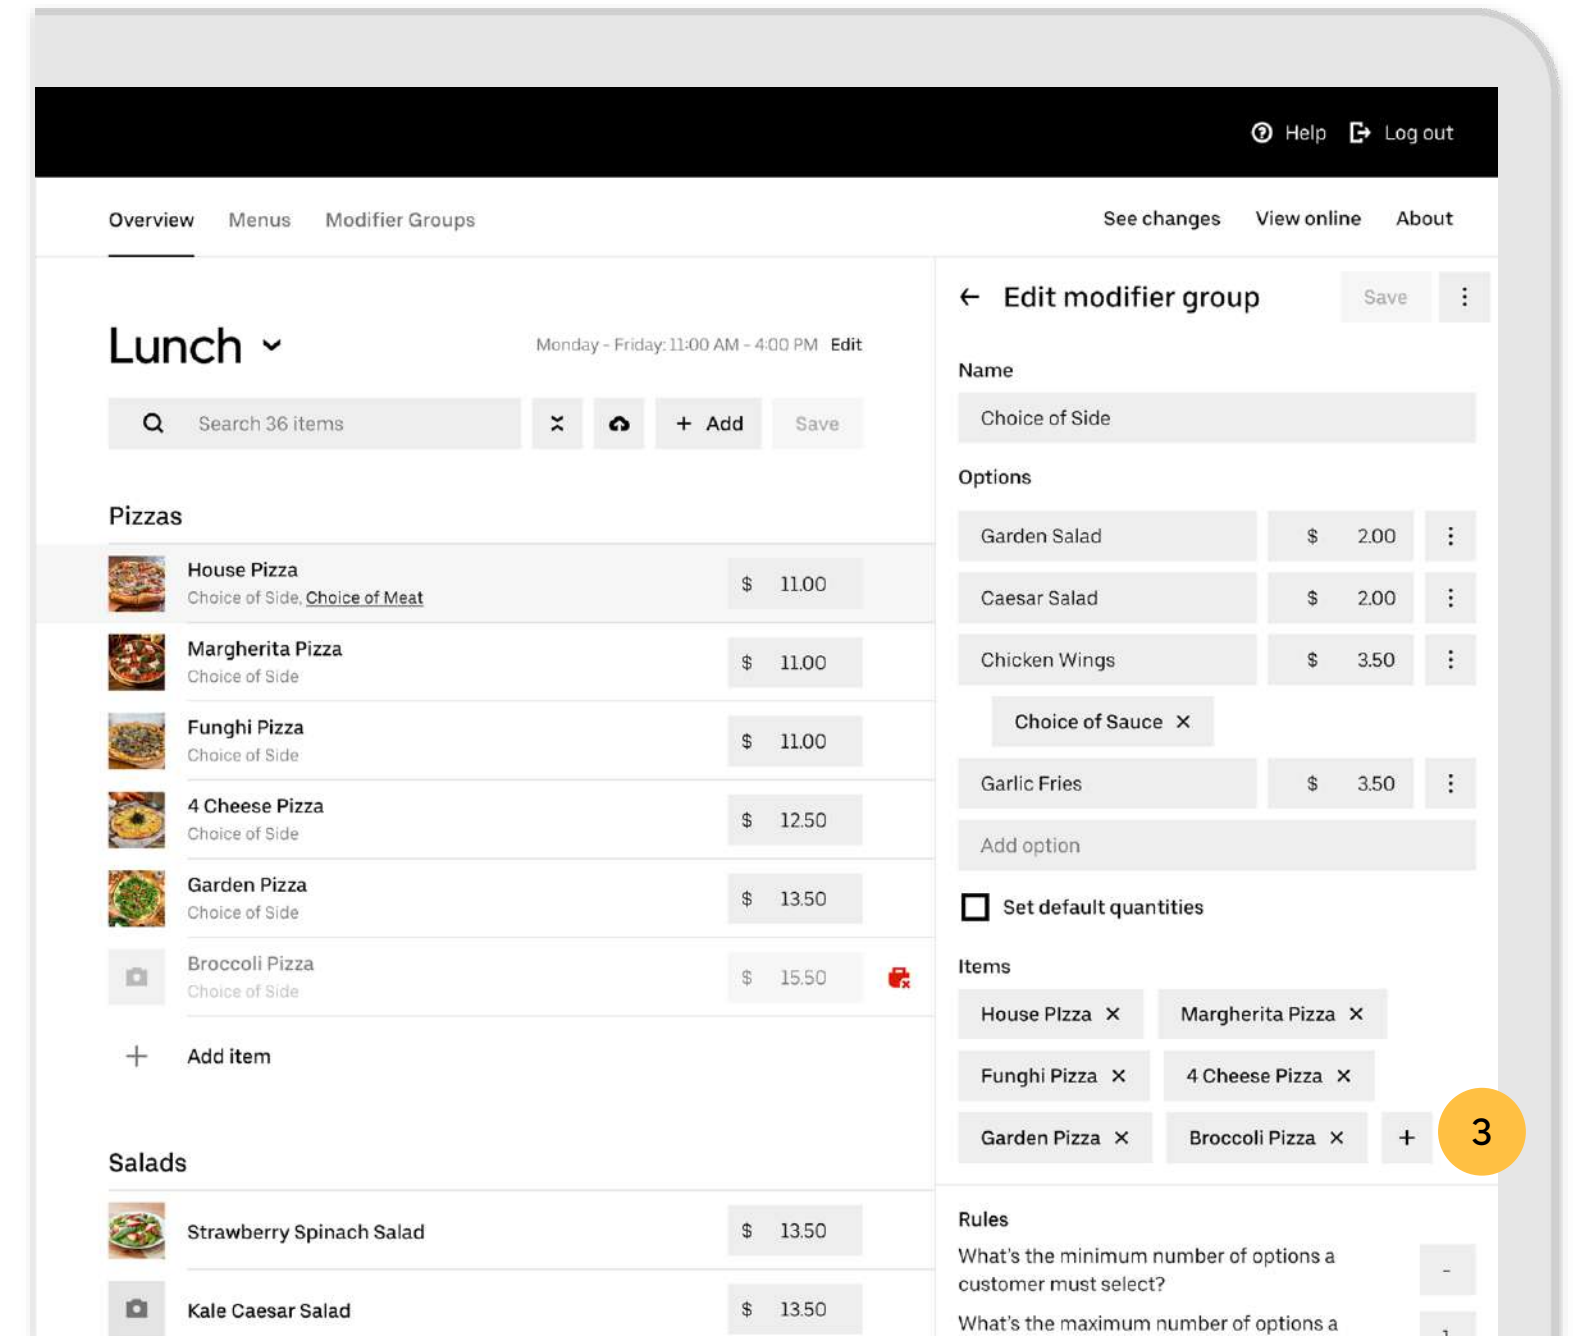 Help Log out
Overview Menus Modifier Groups
See changes View online About
Lunch
Monday - Friday: 11:00 AM - 4:00 PM Edit
Search 36 items
+ Add
Save
Pizzas
House Pizza
Choice of Side, Choice of Meat
$ 11.00
Margherita Pizza
Choice of Side
$ 11.00
Funghi Pizza
Choice of Side
$ 11.00
4 Cheese Pizza
Choice of Side
$ 12.50
Garden Pizza
Choice of Side
$ 13.50
Broccoli Pizza
Choice of Side
$ 15.50
+ Add item
Salads
Strawberry Spinach Salad
$ 13.50
Kale Caesar Salad
$ 13.50
Edit modifier group
Save
Name
Choice of Side
Options
Garden Salad $ 2.00
Caesar Salad $ 2.00
Chicken Wings $ 3.50
Choice of Sauce ×
Garlic Fries $ 3.50
Add option
Set default quantities
Items
House PIzza × Margherita Pizza ×
Funghi Pizza × 4 Cheese Pizza ×
Garden Pizza × Broccoli Pizza × +
3
Rules
What's the minimum number of options a
customer must select?
-
What's the maximum number of options a